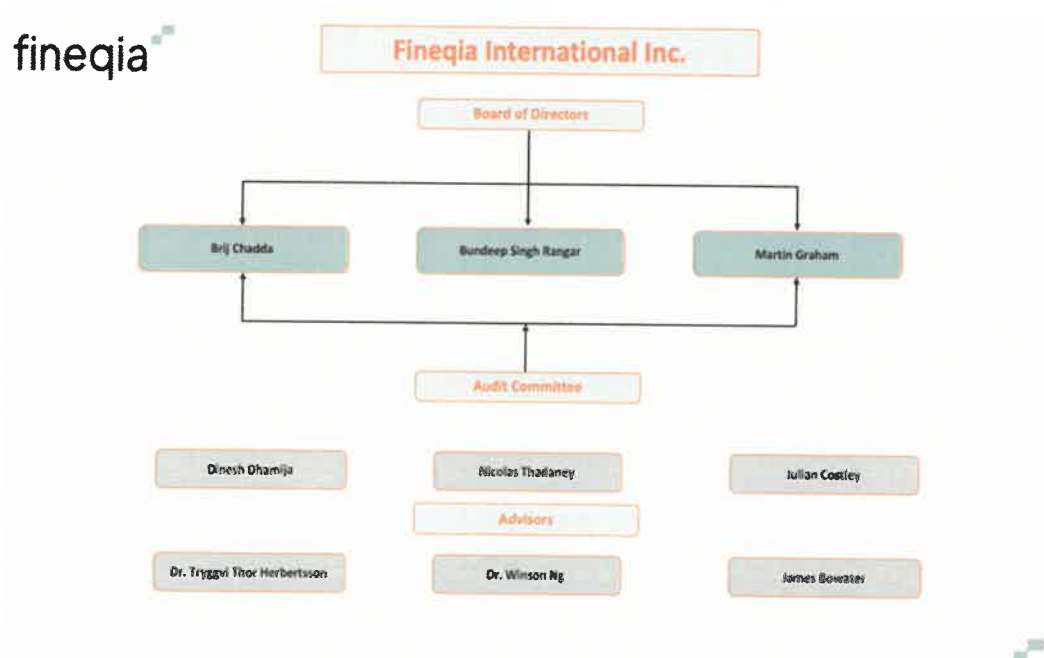 fineqia
Fineqia International Inc.
Board of Directors
Brij Chadda
Bundeep Singh Rangar
Martin Graham
Audit Committee
Dinesh Dhamija
Nicolas Thadaney
Julian Costley
Advisors
Dr. Tryggvi Thor Herbertsson
Dr. Winson Ng
James Bowater